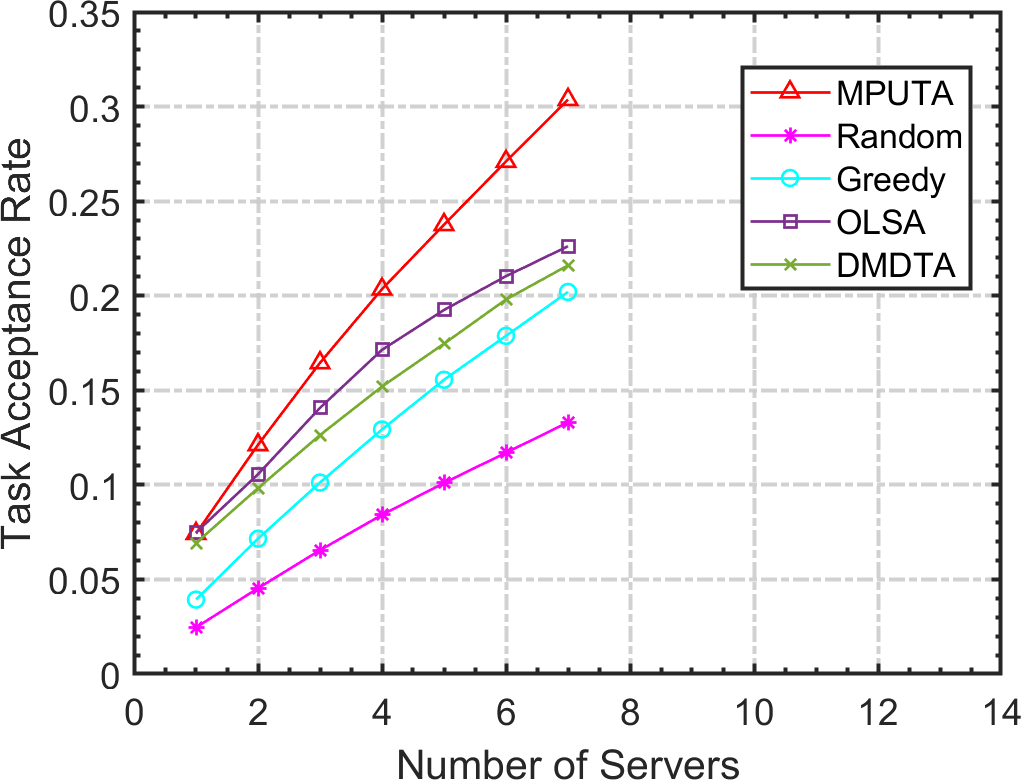 Task Acceptance Rate
0.35
0.3
0.25
0.2
0.15
0.1
0.05
0
0 2 4 6 8 10 12 14
Number of Servers
MPUTA
Random
Greedy
OLSA
DMDTA